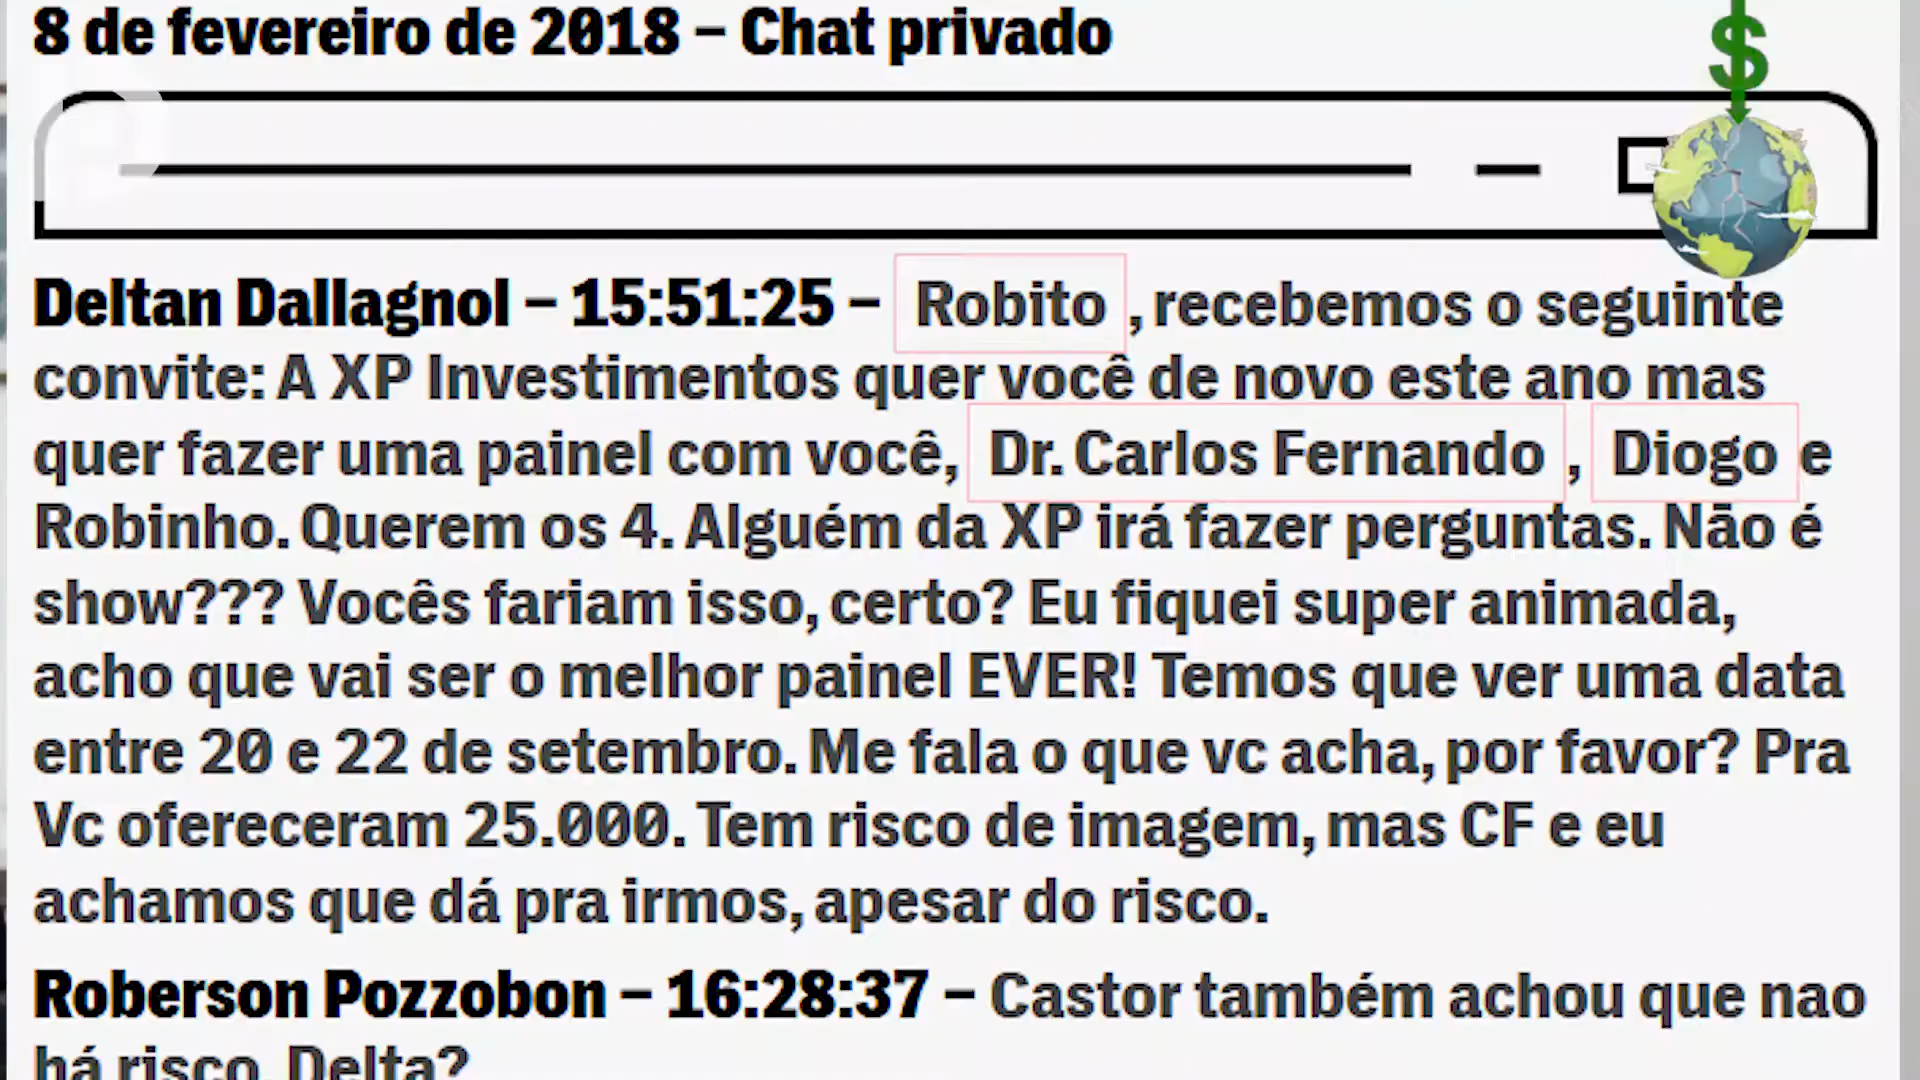 8 de fevereiro de 2018 – Chat privado
$
Deltan Dallagnol – 15:51:25 – Robito , recebemos o seguinte
convite: A XP Investimentos quer você de novo este ano mas
quer fazer uma painel com você, Dr. Carlos Fernando , Diogo e
Robinho. Querem os 4. Alguém da XP irá fazer perguntas. Não é
show??? Vocês fariam isso, certo? Eu fiquei super animada,
acho que vai ser o melhor painel EVER! Temos que ver uma data
entre 20 e 22 de setembro. Me fala o que vc acha, por favor? Pra
Vc ofereceram 25.000. Tem risco de imagem, mas CF e eu
achamos que dá pra irmos, apesar do risco.
Roberson Pozzobon – 16:28:37 – Castor também achou que nao
há risco, Delta?